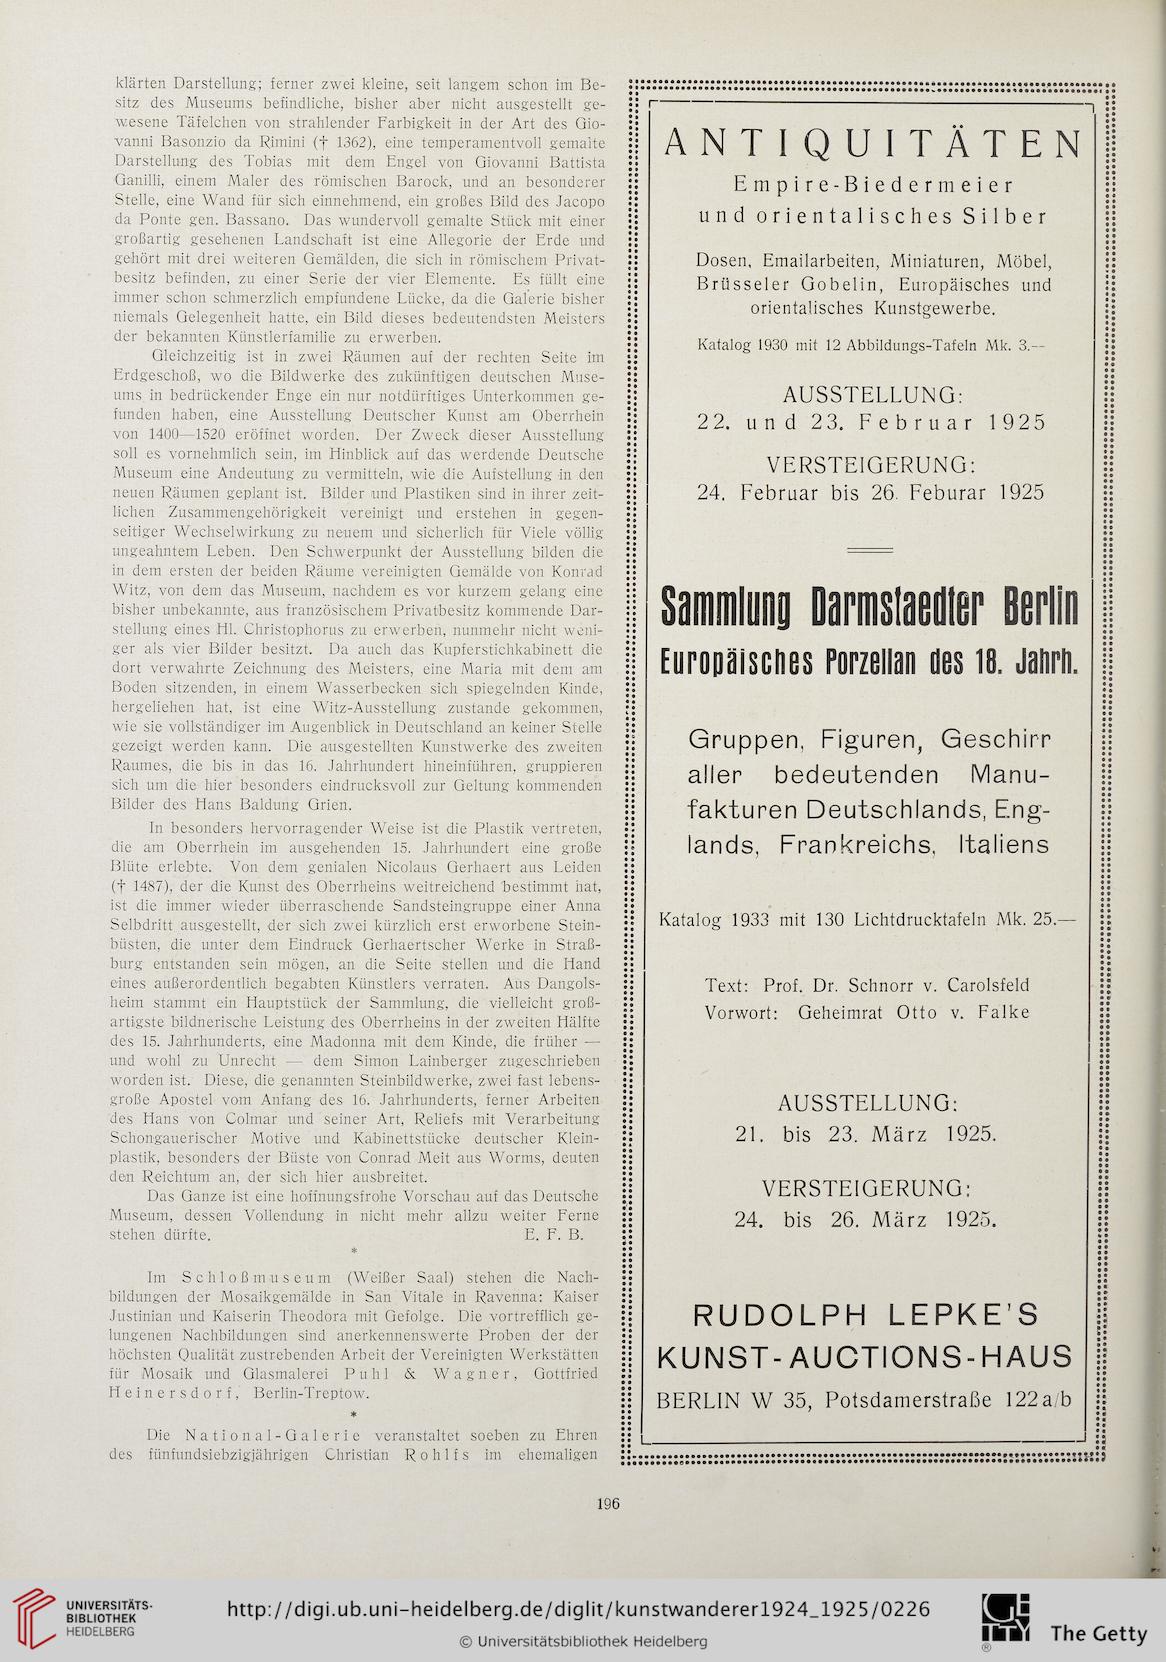 klärten Darstellung; ferner zwei kleine, seit langem schon im Be-
sitz des Museums befindliche, bisher aber nicht ausgestellt ge-
wesene Täfelchen von strahlender Farbigkeit in der Art des Gio-
vanni Basonzio da Rimini († 1362), eine temperamentvoll gemalte
Darstellung des Tobias mit dem Engel von Giovanni Battista
Ganilli, einem Maler des römischen Barock, und an besonderer
Stelle, eine Wand für sich einnehmend, ein großes Bild des Jacopo
da Ponte gen. Bassano. Das wundervoll gemalte Stück mit einer
großartig gesehenen Landschaft ist eine Allegorie der Erde und
gehört mit drei weiteren Gemälden, die sich in römischem Privat-
besitz befinden, zu einer Serie der vier Elemente. Es füllt eine
immer schon schmerzlich empfundene Lücke, da die Galerie bisher
niemals Gelegenheit hatte, ein Bild dieses bedeutendsten Meisters
der bekannten Künstlerfamilie zu erwerben.
Gleichzeitig ist in zwei Räumen auf der rechten Seite im
Erdgeschoß, wo die Bildwerke des zukünftigen deutschen Muse-
ums in bedrückender Enge ein nur notdürftiges Unterkommen ge-
funden haben, eine Ausstellung Deutscher Kunst am Oberrhein
von 1400—1520 eröffnet worden. Der Zweck dieser Ausstellung
soll es vornehmlich sein, im Hinblick auf das werdende Deutsche
Museum eine Andeutung zu vermitteln, wie die Aufstellung in den
neuen Räumen geplant ist. Bilder und Plastiken sind in ihrer zeit-
lichen Zusammengehörigkeit vereinigt und erstehen in gegen-
seitiger Wechselwirkung zu neuem und sicherlich für Viele völlig
ungeahntem Leben. Den Schwerpunkt der Ausstellung bilden die
in dem ersten der beiden Räume vereinigten Gemälde von Konrad
Witz, von dem das Museum, nachdem es vor kurzem gelang eine
bisher unbekannte, aus französischem Privatbesitz kommende Dar-
stellung eines Hl. Christophorus zu erwerben, nunmehr nicht weni-
ger als vier Bilder besitzt. Da auch das Kupferstichkabinett die
dort verwahrte Zeichnung des Meisters, eine Maria mit dem am
Boden sitzenden, in einem Wasserbecken sich spiegelnden Kinde,
hergeliehen hat, ist eine Witz-Ausstellung zustande gekommen,
wie sie vollständiger im Augenblick in Deutschland an keiner Stelle
gezeigt werden kann. Die ausgestellten Kunstwerke des zweiten
Raumes, die bis in das 16. Jahrhundert hineinführen, gruppieren
sich um die hier besonders eindrucksvoll zur Geltung kommenden
Bilder des Hans Baldung Grien.
In besonders hervorragender Weise ist die Plastik vertreten,
die am Oberrhein im ausgehenden 15. Jahrhundert eine große
Blüte erlebte. Von dem genialen Nicolaus Gerhaert aus Leiden
(† 1487), der die Kunst des Oberrheins weitreichend bestimmt hat,
ist die immer wieder überraschende Sandsteingruppe einer Anna
Selbdritt ausgestellt, der sich zwei kürzlich erst erworbene Stein-
büsten, die unter dem Eindruck Gerhaertscher Werke in Straß-
burg entstanden sein mögen, an die Seite stellen und die Hand
eines außerordentlich begabten Künstlers verraten. Aus Dangols-
heim stammt ein Hauptstück der Sammlung, die vielleicht groß-
artigste bildnerische Leistung des Oberrheins in der zweiten Hälfte
des 15. Jahrhunderts, eine Madonna mit dem Kinde, die früher —
und wohl zu Unrecht — dem Simon Lainberger zugeschrieben
worden ist. Diese, die genannten Steinbildwerke, zwei fast lebens-
große Apostel vom Anfang des 16. Jahrhunderts, ferner Arbeiten
des Hans von Colmar und seiner Art, Reliefs mit Verarbeitung
Schongauerischer Motive und Kabinettstücke deutscher Klein-
plastik, besonders der Büste von Conrad Meit aus Worms, deuten
den Reichtum an, der sich hier ausbreitet.
Das Ganze ist eine hoffnungsfrohe Vorschau auf das Deutsche
Museum, dessen Vollendung in nicht mehr allzu weiter Ferne
stehen dürfte. E. F. B.
*
Im Schloßmuseum (Weißer Saal) stehen die Nach-
bildungen der Mosaikgemälde in San Vitale in Ravenna: Kaiser
Justinian und Kaiserin Theodora mit Gefolge. Die vortrefflich ge-
lungenen Nachbildungen sind anerkennenswerte Proben der der
höchsten Qualität zustrebenden Arbeit der Vereinigten Werkstätten
für Mosaik und Glasmalerei Puhl & Wagner, Gottfried
Heinersdorf, Berlin-Treptow.
*
Die National-Galerie veranstaltet soeben zu Ehren
des fünfundsiebzigjährigen Christian Rohlfs im ehemaligen
ANTIQUITÄTEN
Empire-Biedermeier
und orientalisches Silber
Dosen, Emailarbeiten, Miniaturen, Möbel,
Brüsseler Gobelin, Europäisches und
orientalisches Kunstgewerbe.
Katalog 1930 mit 12 Abbildungs-Tafeln Mk. 3.—
AUSSTELLUNG:
22. und 23. Februar 1925
VERSTEIGERUNG:
24. Februar bis 26. Feburar 1925
Sammlung Darmstaedter Berlin
Europäisches Porzellan des 18. Jahrh.
Gruppen, Figuren, Geschirr
aller bedeutenden Manu-
fakturen Deutschlands, Eng-
lands, Frankreichs, Italiens
Katalog 1933 mit 130 Lichtdrucktafeln Mk. 25.—
Text: Prof. Dr. Schnorr v. Carolsfeld
Vorwort: Geheimrat Otto v. Falke
AUSSTELLUNG:
21. bis 23. März 1925.
VERSTEIGERUNG:
24. bis 26. März 1925.
RUDOLPH LEPKE'S
KUNST-AUCTIONS-HAUS
BERLIN W 35, Potsdamerstraße 122 a/b
196
UNIVERSITÄTS-
BIBLIOTHEK
HEIDELBERG
http://digi.ub.uni-heidelberg.de/diglit/kunstwanderer1924_1925/0226
© Universitätsbibliothek Heidelberg
GETTY
®
The Getty